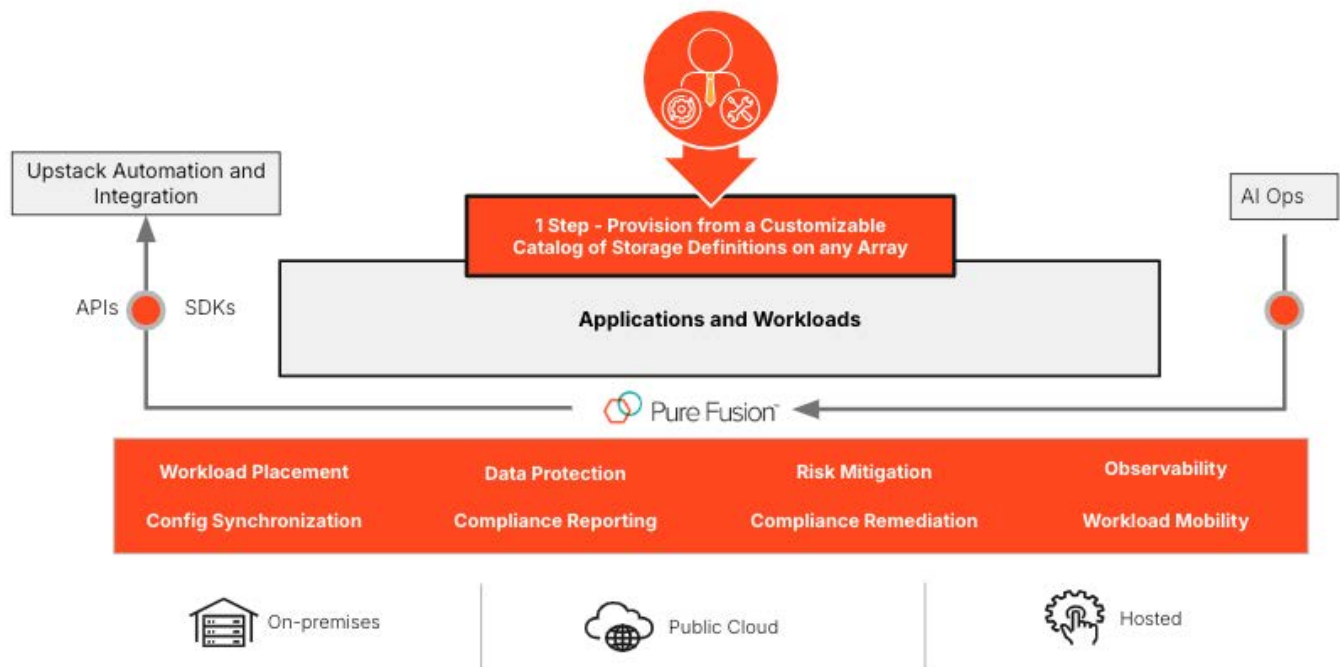 Upstack Automation and
Integration
1 Step - Provision from a Customizable
Catalog of Storage Definitions on any Array
AI Ops
APIs
SDKs
Applications and Workloads
Pure Fusion™
Workload Placement
Data Protection
Risk Mitigation
Observability
Config Synchronization
Compliance Reporting
Compliance Remediation
Workload Mobility
On-premises
Public Cloud
Hosted